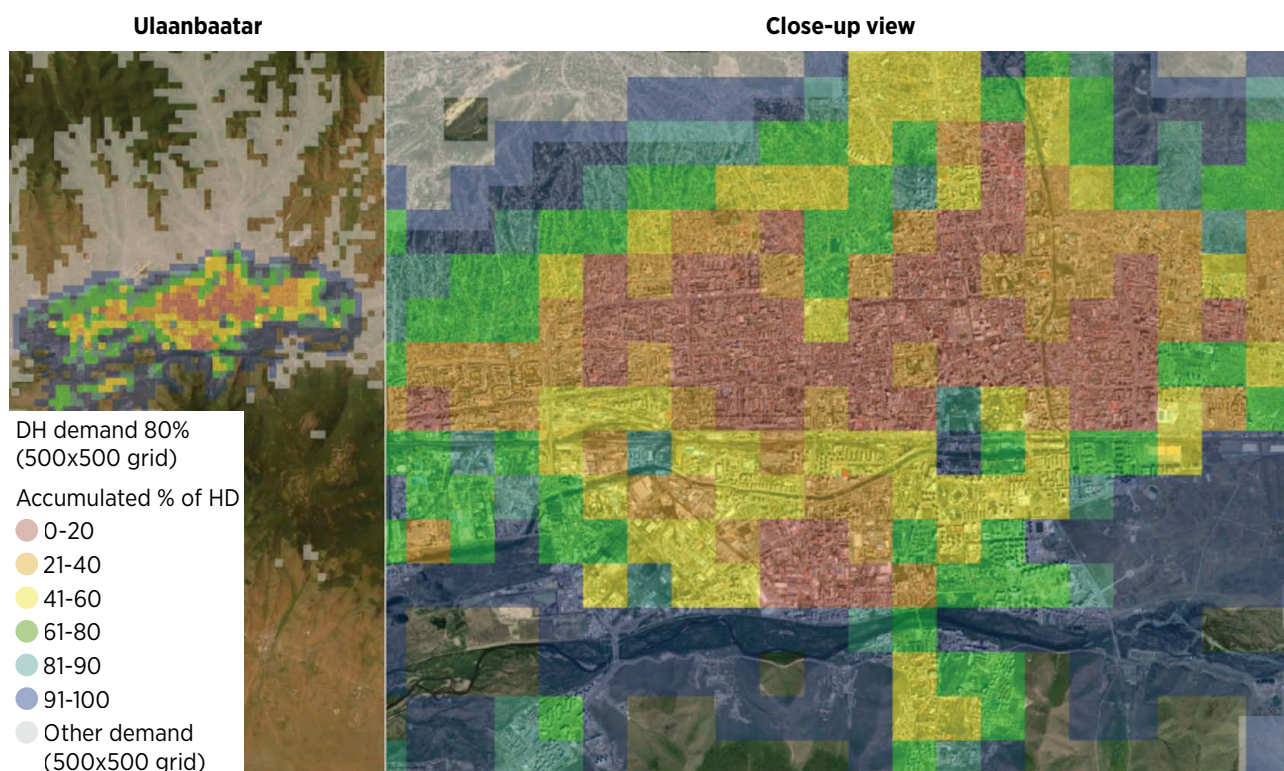 Ulaanbaatar
Close-up view
DH demand 80%
(500x500 grid)
Accumulated % of HD
0-20
21-40
41-60
61-80
81-90
91-100
Other demand
(500x500 grid)